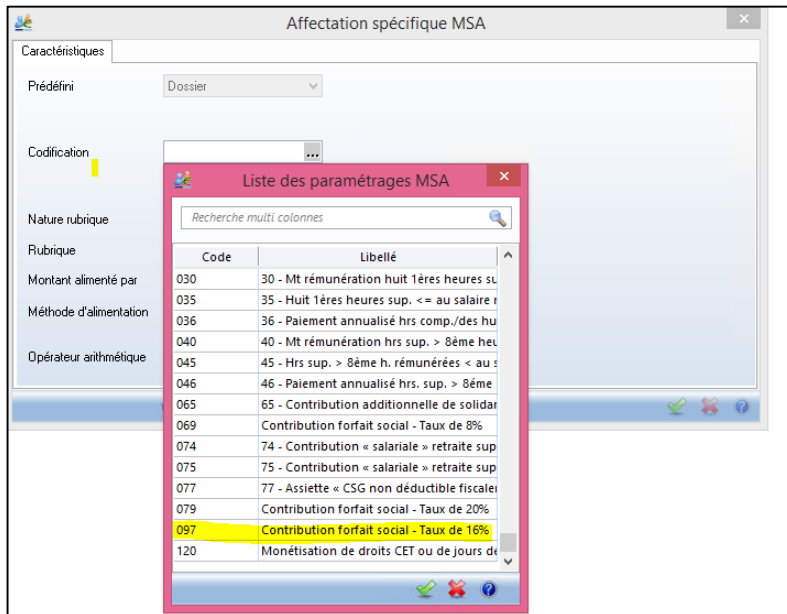 Affectation spécifique MSA
Caractéristiques
Prédéfini Dossier
Codification ...
Liste des paramétrages MSA
Recherche multi colonnes
Nature rubrique
Rubrique
Montant alimenté par
Méthode d'alimentation
Opérateur arithmétique
Code Libellé
030 30 - Mt rémunération huit 1ères heures su
035 35 - Huit 1ères heures sup. <= au salaire
036 36 - Paiement annualisé hrs comp./des hu
040 40 - Mt rémunération hrs sup. > 8ème heu
045 45 - Hrs sup. > 8ème h. rémunérées < au s
046 46 - Paiement annualisé hrs. sup. > 8éme
065 65 - Contribution additionnelle de solidar
069 Contribution forfait social - Taux de 8%
074 74 - Contribution « salariale » retraite sup
075 75 - Contribution « salariale » retraite sup
077 77 - Assiette « CSG non déductible fiscale
079 Contribution forfait social - Taux de 20%
097 Contribution forfait social - Taux de 16%
120 Monétisation de droits CET ou de jours de